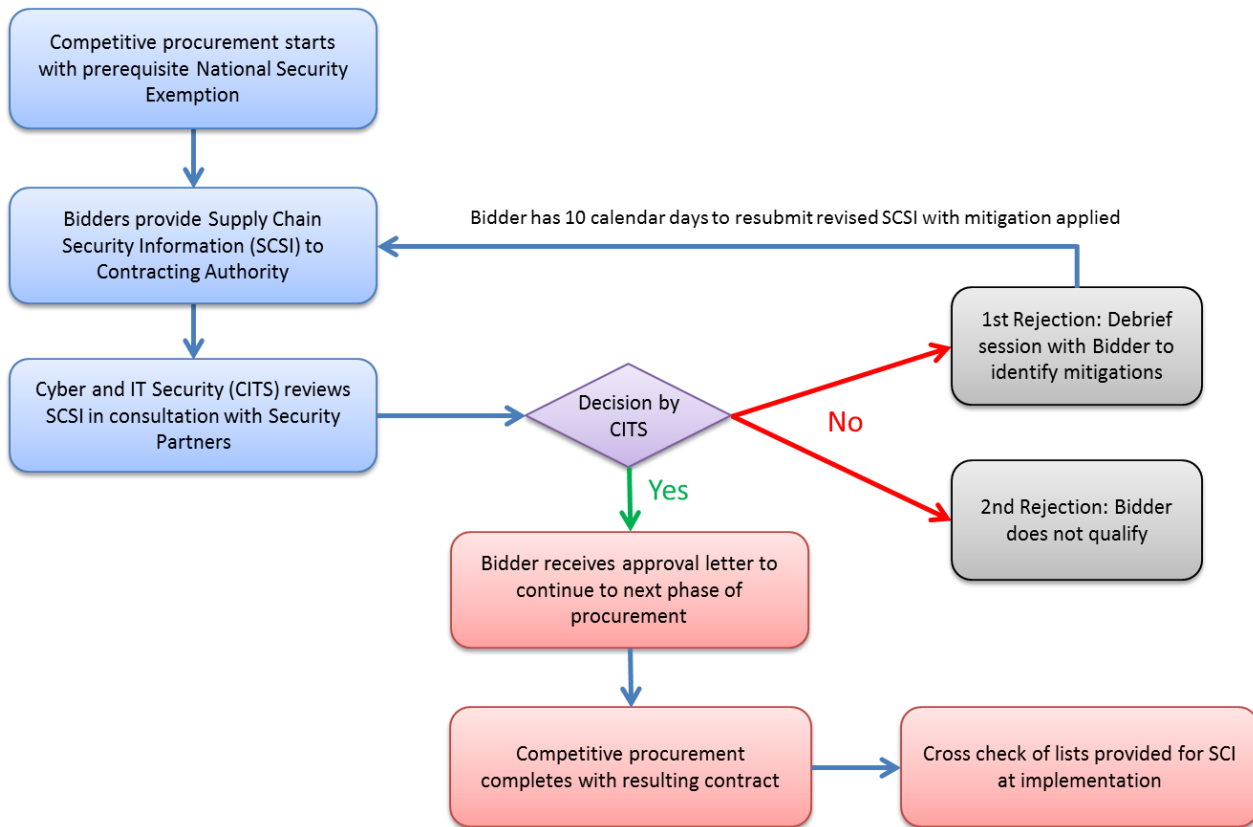 Competitive procurement starts
with prerequisite National Security
Exemption
Bidders provide Supply Chain
Security Information (SCSI) to
Contracting Authority
Bidder has 10 calendar days to resubmit revised SCSI with mitigation applied
1st Rejection: Debrief
session with Bidder to
identify mitigations
Cyber and IT Security (CITS) reviews
SCSI in consultation with Security
Partners
Decision by
CITS
No
Yes
2nd Rejection: Bidder
does not qualify
Bidder receives approval letter to
continue to next phase of
procurement
Competitive procurement
completes with resulting contract
Cross check of lists provided for SCI
at implementation